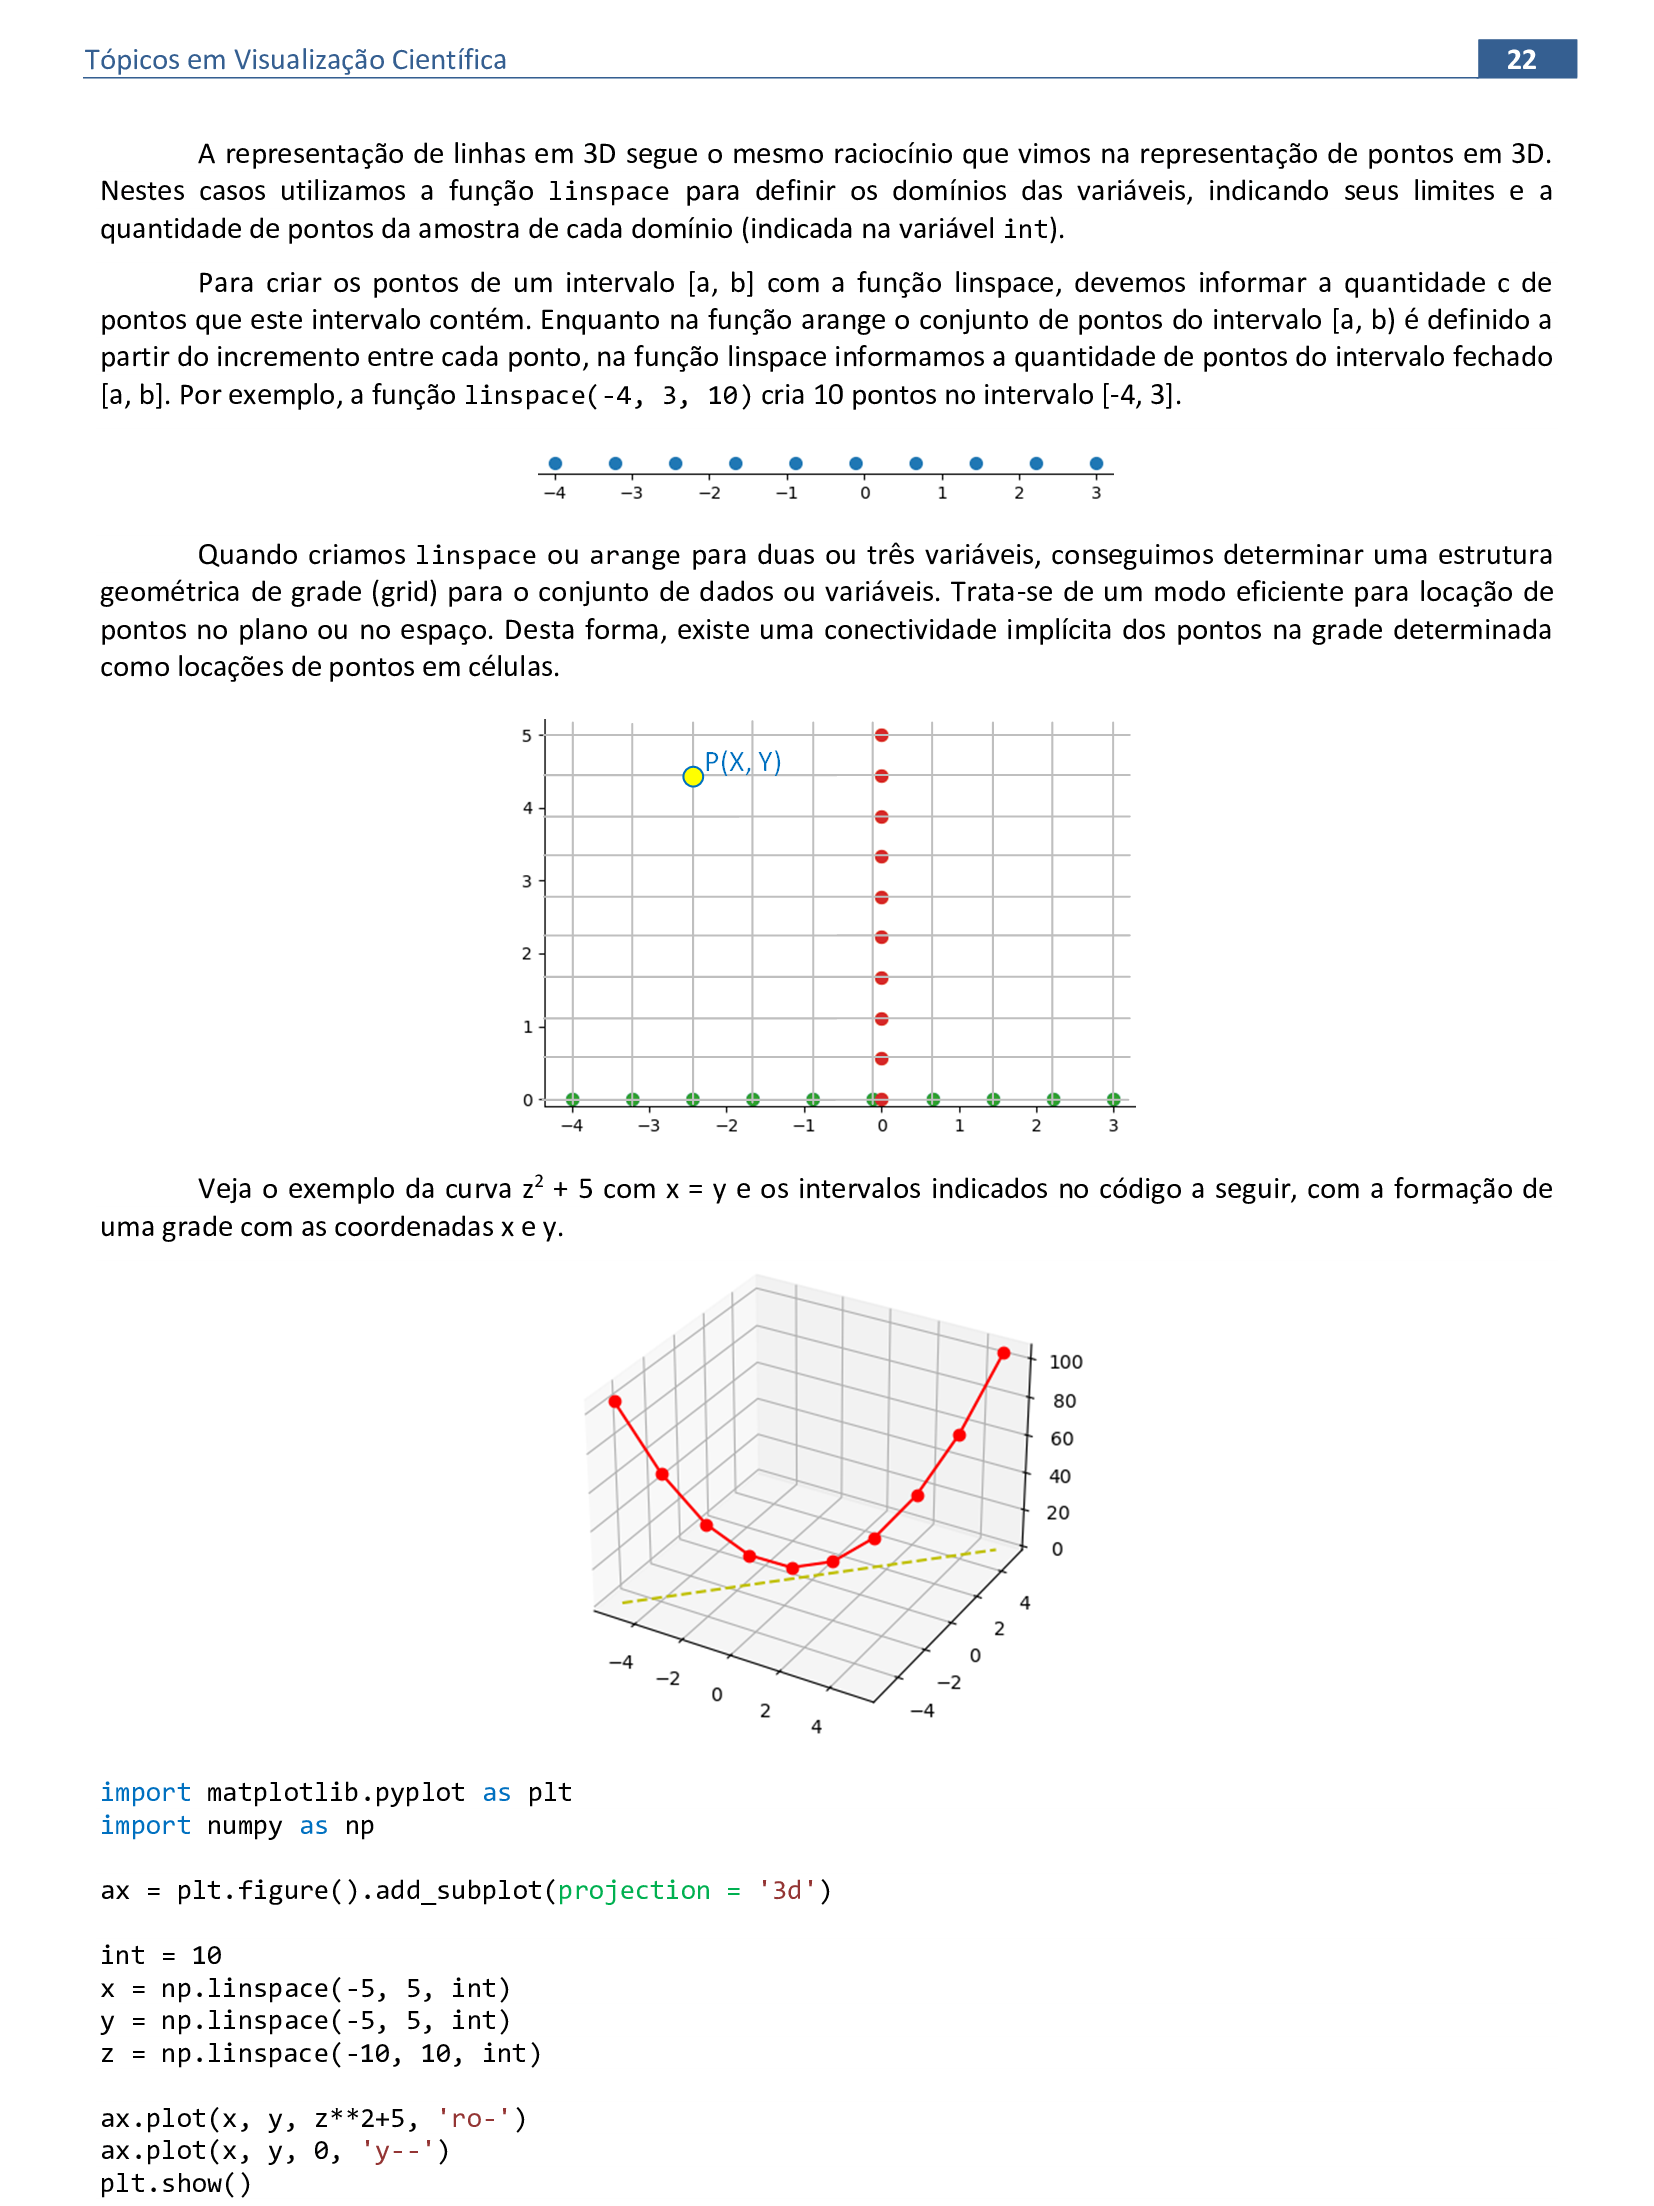 Tópicos em Visualização Científica 22
A representação de linhas em 3D segue o mesmo raciocínio que vimos na representação de pontos em 3D.
Nestes casos utilizamos a função linspace para definir os domínios das variáveis, indicando seus limites e a
quantidade de pontos da amostra de cada domínio (indicada na variável int).
Para criar os pontos de um intervalo [a, b] com a função linspace, devemos informar a quantidade c de
pontos que este intervalo contém. Enquanto na função arange o conjunto de pontos do intervalo [a, b) é definido a
partir do incremento entre cada ponto, na função linspace informamos a quantidade de pontos do intervalo fechado
[a, b]. Por exemplo, a função linspace(-4, 3, 10) cria 10 pontos no intervalo [-4, 3].
−4 −3 −2 −1 0 1 2 3
Quando criamos linspace ou arange para duas ou três variáveis, conseguimos determinar uma estrutura
geométrica de grade (grid) para o conjunto de dados ou variáveis. Trata-se de um modo eficiente para locação de
pontos no plano ou no espaço. Desta forma, existe uma conectividade implícita dos pontos na grade determinada
como locações de pontos em células.
5
P(X, Y)
4
3
2
1
0
−4 −3 −2 −1 0 1 2 3
Veja o exemplo da curva z² + 5 com x = y e os intervalos indicados no código a seguir, com a formação de
uma grade com as coordenadas x e y.
100
80
60
40
20
0
4
2
0
−2
−4
−4
−2
0
2
4
import matplotlib.pyplot as plt
import numpy as np
ax = plt.figure().add_subplot(projection = '3d')
int = 10
x = np.linspace(-5, 5, int)
y = np.linspace(-5, 5, int)
z = np.linspace(-10, 10, int)
ax.plot(x, y, z**2+5, 'ro-')
ax.plot(x, y, 0, 'y--')
plt.show()